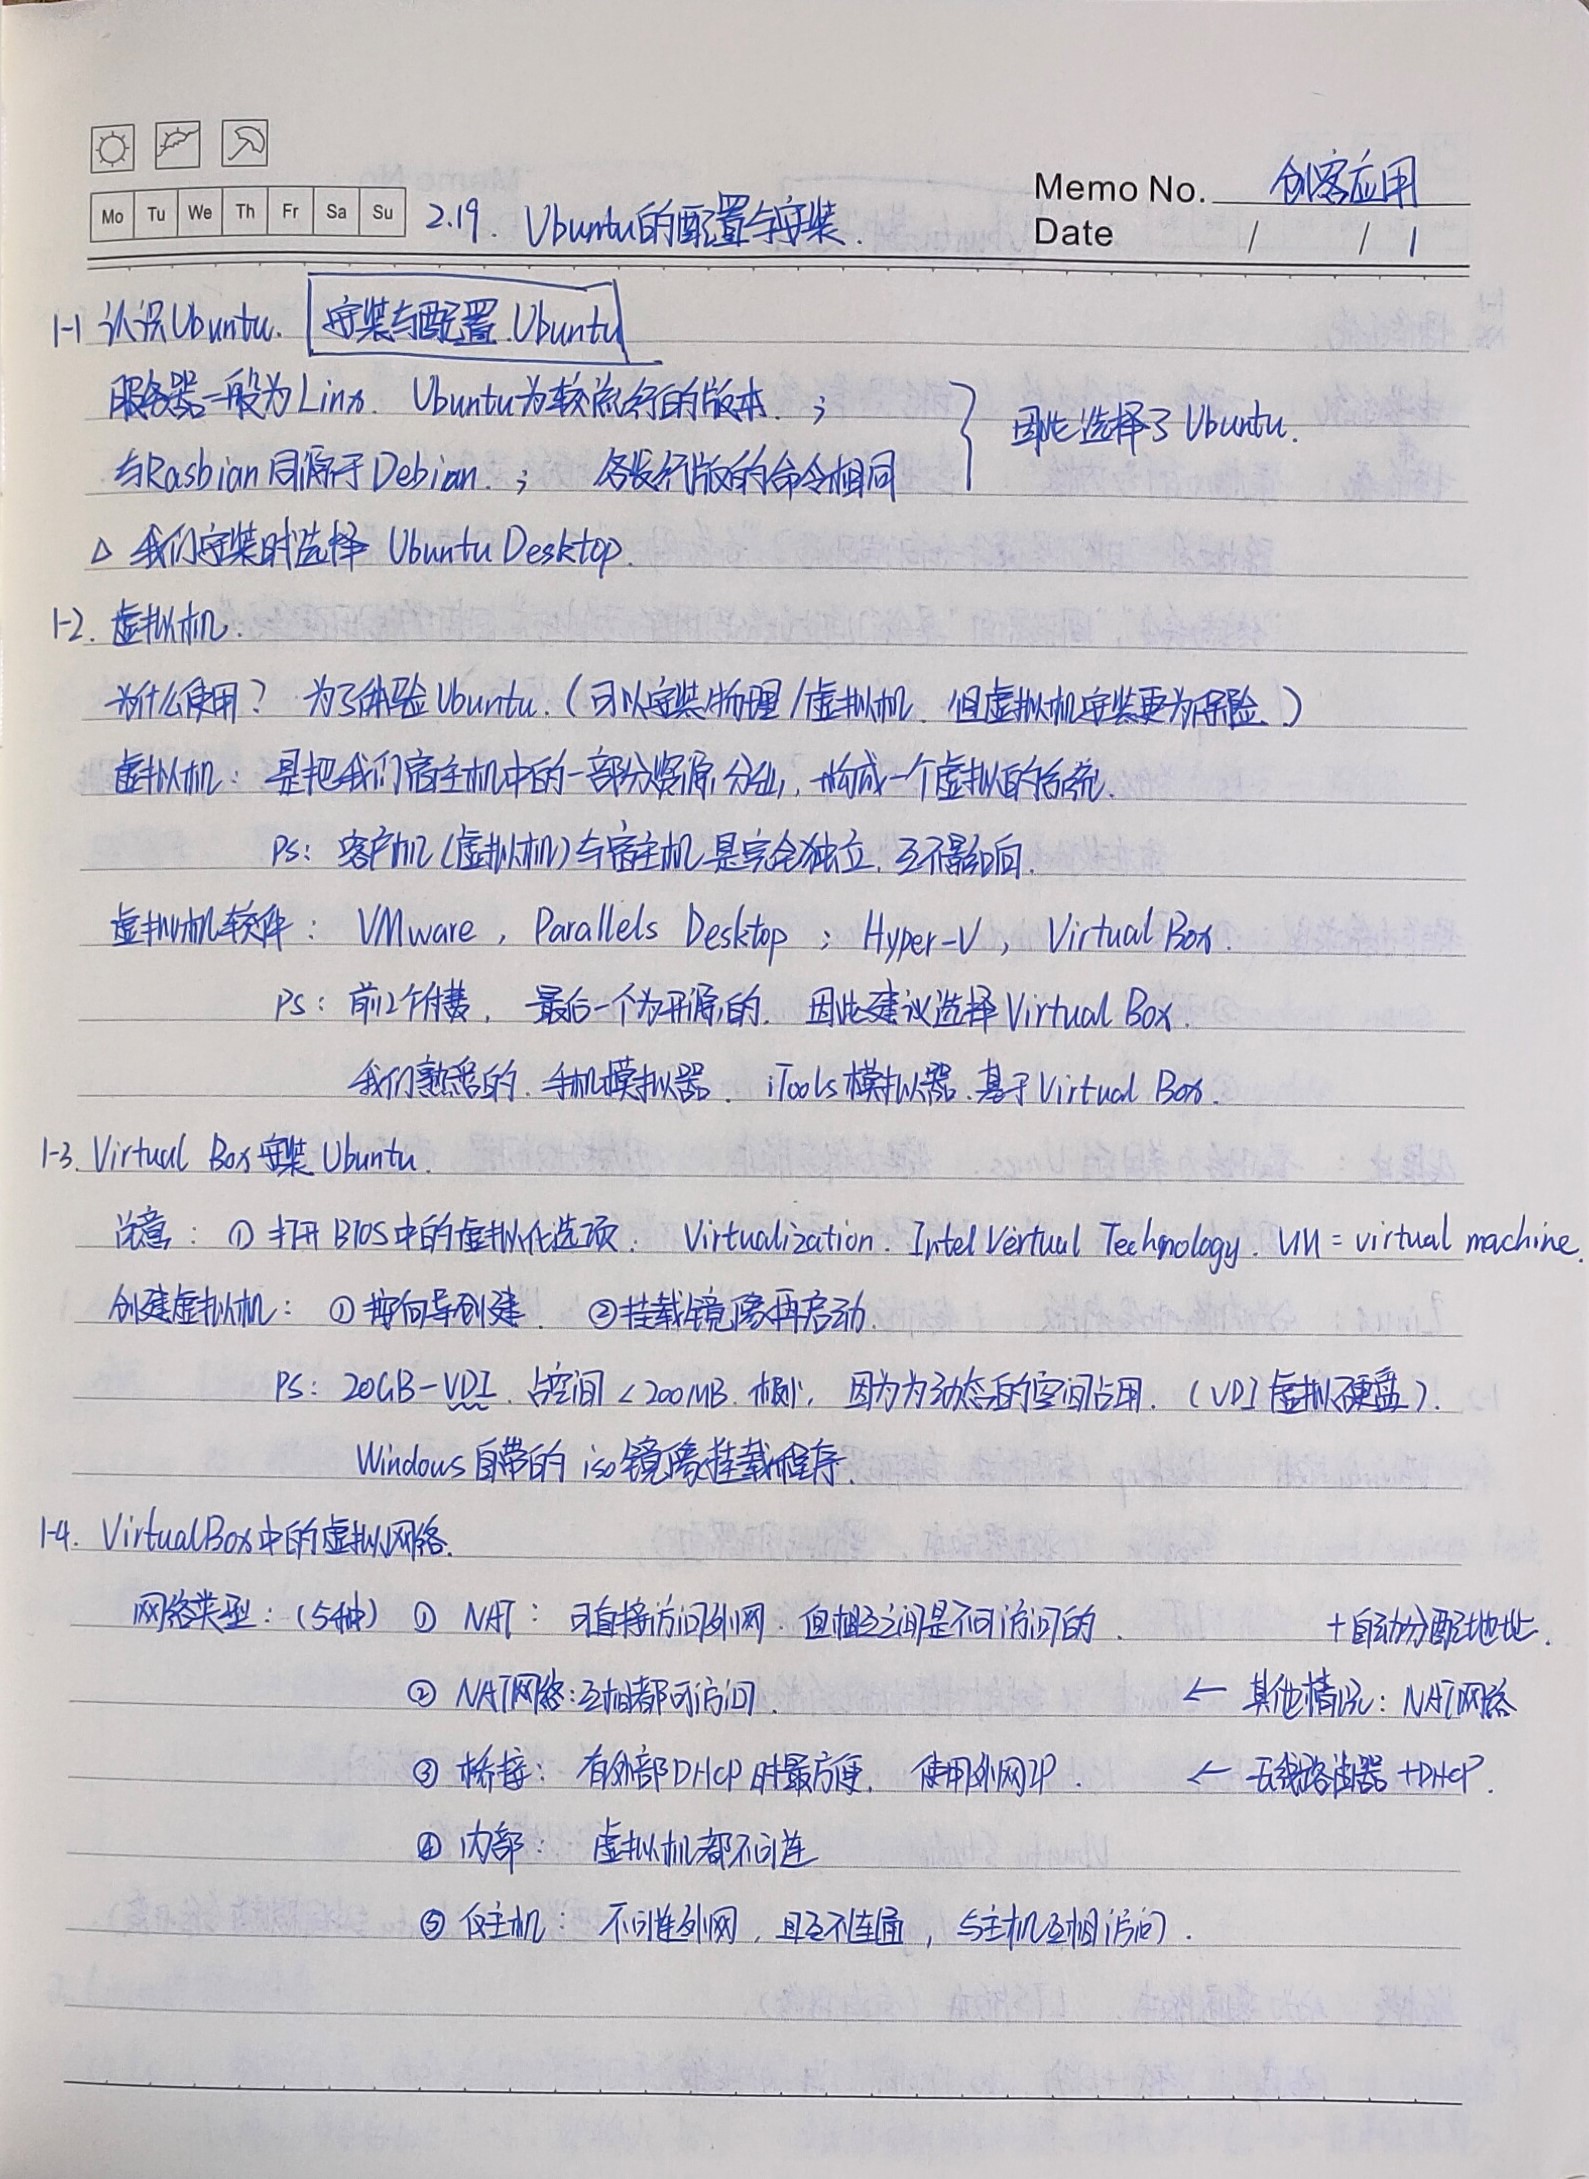 Memo No. 创客应用
Mo Tu We Th Fr Sa Su 2.19. Ubuntu的配置与安装.
Date / / 1
1-1 认识Ubuntu. 安装与配置 Ubuntu
服务器一般为Linx. Ubuntu为较流行的版本. ;
与Rasbian同源于Debian. ; 各发行版的命令相同
因此选择了Ubuntu.
△ 我们安装时选择 Ubuntu Desktop.
1-2. 虚拟机.
为什么使用? 为了体验Ubuntu. (可以安装物理/虚拟机. 但虚拟机安装更为保险.)
虚拟机: 是把我们宿主机中的一部分资源分出, 构成一个虚拟的系统.
PS: 客户机(虚拟机)与宿主机是完全独立. 互不影响.
虚拟机软件: VMware, Parallels Desktop; Hyper-V, Virtual Box.
PS: 前2个付费, 最后一个为开源的. 因此建议选择Virtual Box.
我们熟悉的. 手机模拟器. iTools模拟器. 基于Virtual Box.
1-3. Virtual Box安装Ubuntu.
注意: ① 打开BIOS中的虚拟化选项. Virtualization. Intel Vertual Technology. VM = virtual machine.
创建虚拟机: ① 按向导创建. ② 挂载镜像再启动.
PS: 20GB-VDI. 占空间<200MB. 极小, 因为为动态的空间占用. (VDI 虚拟硬盘).
Windows自带的 iso镜像挂载程序.
1-4. VirtualBox中的虚拟网络.
网络类型: (5种) ① NAT: 可直接访问外网. 但相互之间是不可访问的. +自动分配地址.
② NAT网络: 互相都可访问. ← 其他情况: NAT网络
③ 桥接: 有外部DHCP时最方便. 使用外网IP. ← 无线路由器+DHCP.
④ 内部: 虚拟机都不可连
⑤ 仅主机: 不可连外网, 且互不连通, 与主机互相访问.